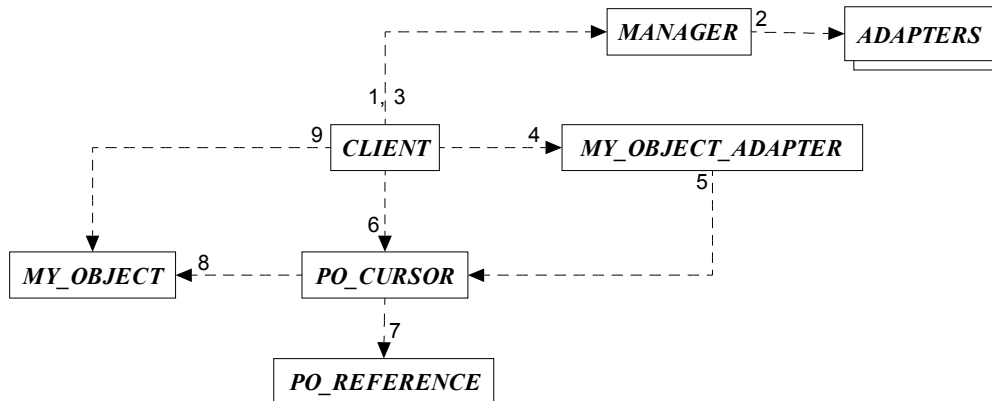 MANAGER
2
ADAPTERS
1, 3
9
CLIENT
4
MY_OBJECT_ADAPTER
5
6
MY_OBJECT
8
PO_CURSOR
7
PO_REFERENCE